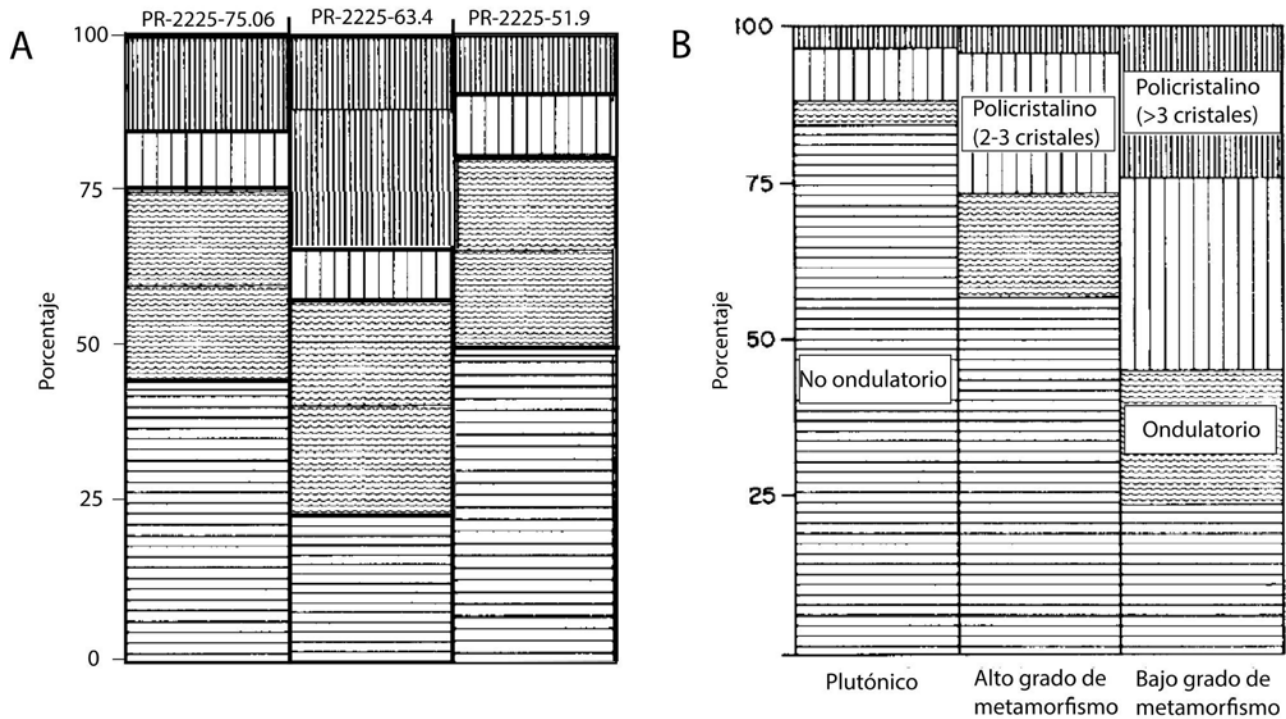 A
PR-2225-75.06 PR-2225-63.4 PR-2225-51.9
100
75
50
25
0
Porcentaje
B
100
75
50
25
Porcentaje
Policristalino
(2-3 cristales)
Policristalino
(>3 cristales)
No ondulatorio
Ondulatorio
Plutónico
Alto grado de
metamorfismo
Bajo grado de
metamorfismo